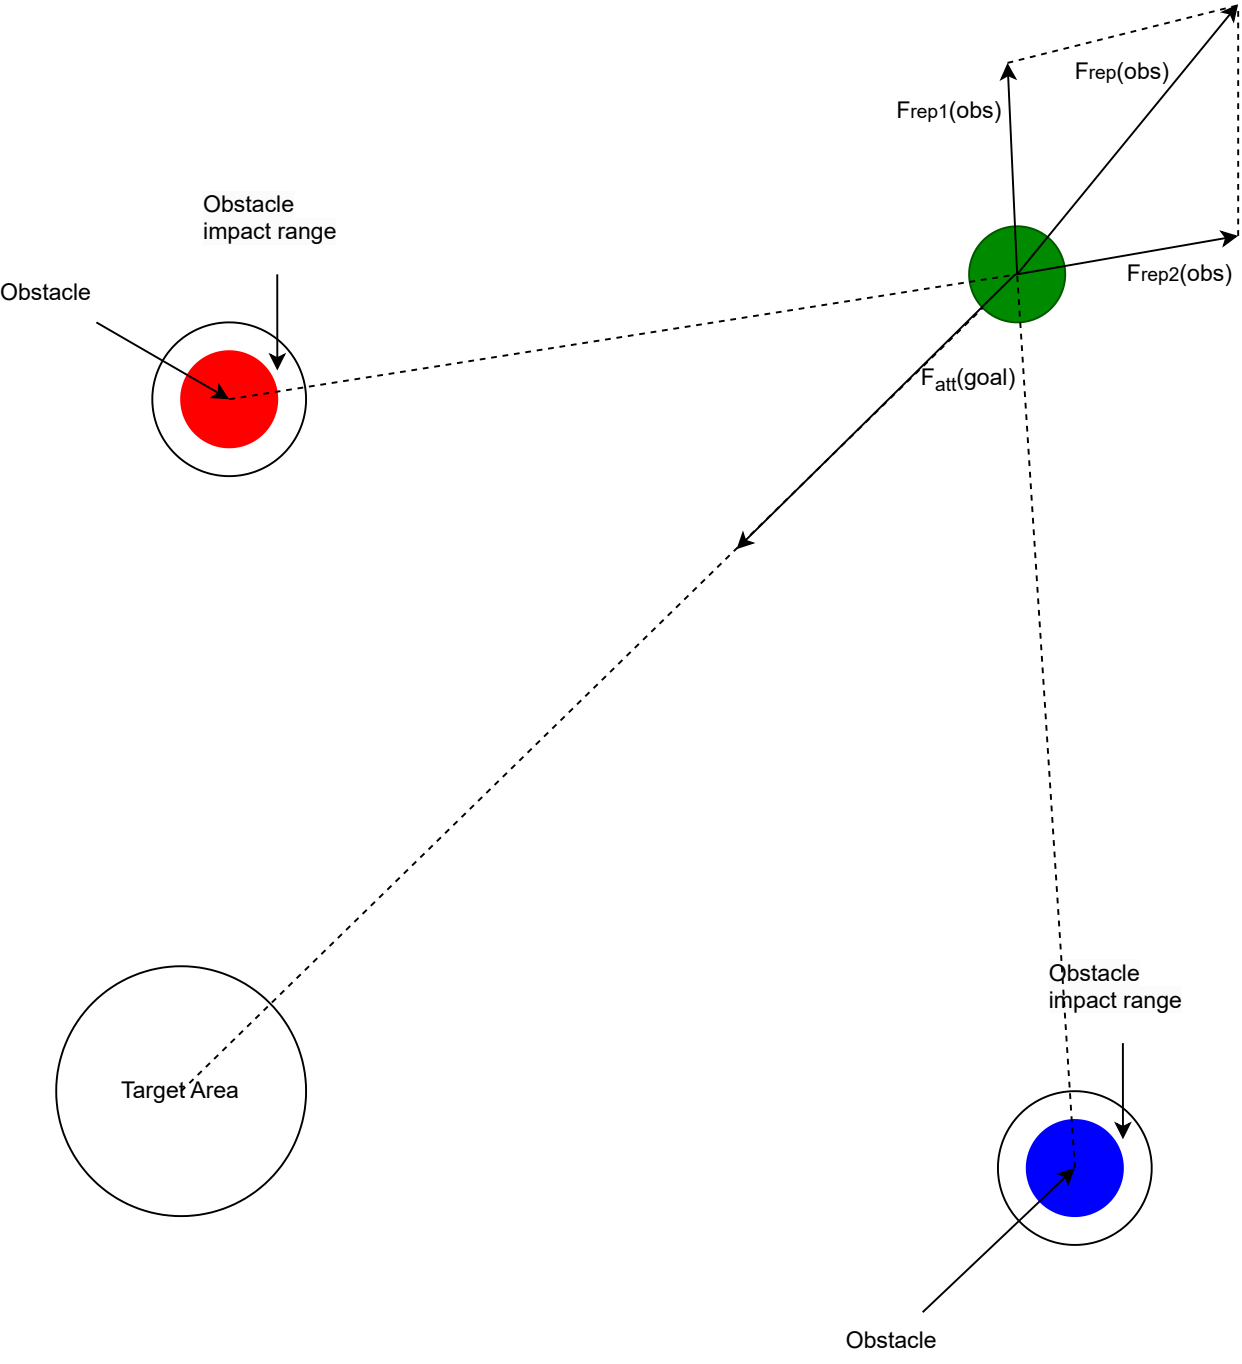 Frep(obs)
Frep1(obs)
Obstacle
impact range
Frep2(obs)
Obstacle
Fatt(goal)
Obstacle
impact range
Target Area
Obstacle